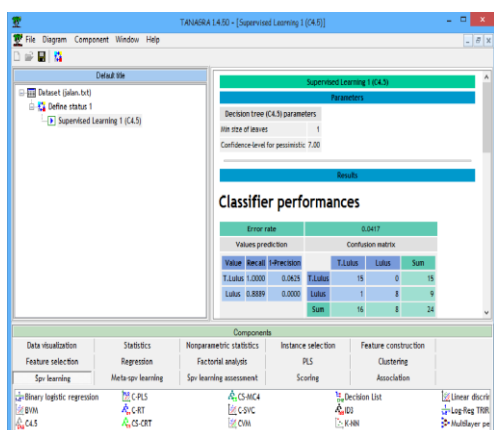 TANAGRA 1.4.50 - [Supervised Learning 1 (C4.5)]
File Diagram Component Window Help
Default title
Dataset (jalan.txt)
Define status 1
Supervised Learning 1 (C4.5)
Supervised Learning 1 (C4.5)
Parameters
Decision tree (C4.5) parameters
Min size of leaves 1
Confidence-level for pessimistic 7.00
Results
Classifier performances
Error rate 0.0417
Values prediction Confusion matrix
Value Recall 1-Precision T.Lulus Lulus Sum
T.Lulus 1.0000 0.0625 T.Lulus 15 0 15
Lulus 0.8889 0.0000 Lulus 1 8 9
Sum 16 8 24
Components
Data visualization Statistics Nonparametric statistics Instance selection Feature construction
Feature selection Regression Factorial analysis PLS Clustering
Spv learning Meta-spv learning Spv learning assessment Scoring Association
Binary logistic regression C-PLS CS-MC4 Decision List Linear discrin
BVM C-RT C-SVC ID3 Log-Reg TRIR
C4.5 CS-CRT CVM K-NN Multilayer pe